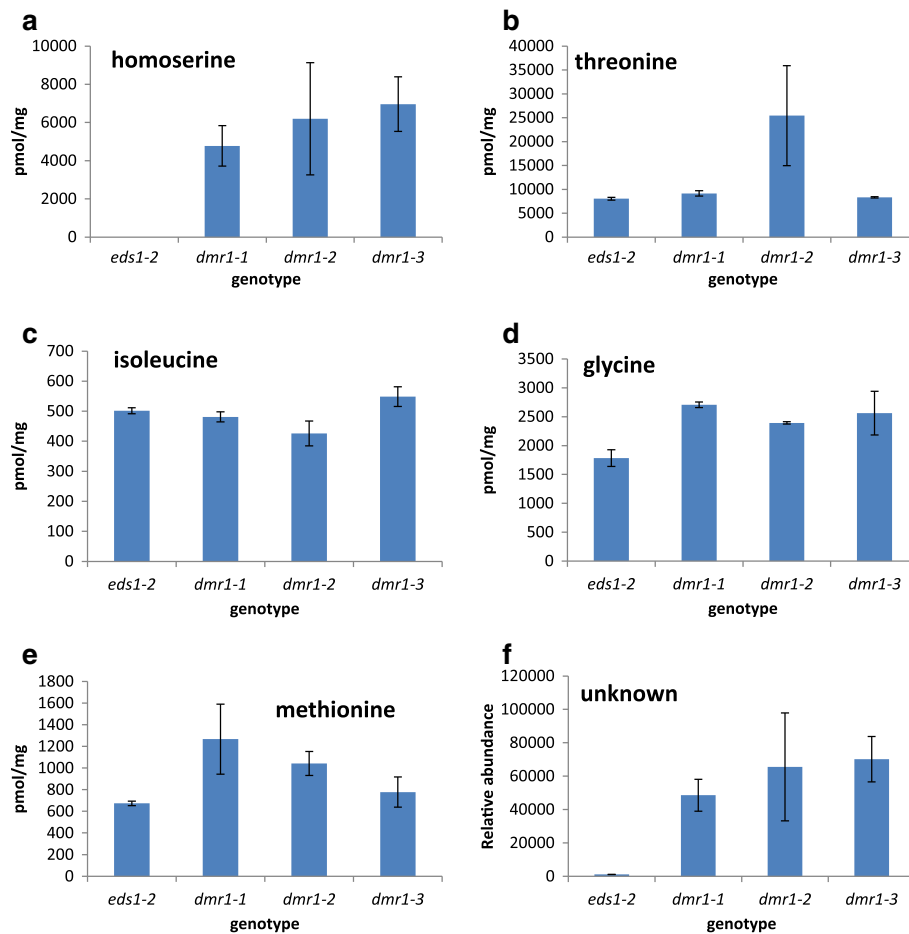 a
homoserine
pmol/mg
10000
8000
6000
4000
2000
0
eds1-2 dmr1-1 dmr1-2 dmr1-3
genotype
b
threonine
pmol/mg
40000
35000
30000
25000
20000
15000
10000
5000
0
eds1-2 dmr1-1 dmr1-2 dmr1-3
genotype
c
isoleucine
pmol/mg
700
600
500
400
300
200
100
0
eds1-2 dmr1-1 dmr1-2 dmr1-3
genotype
d
glycine
pmol/mg
3500
3000
2500
2000
1500
1000
500
0
eds1-2 dmr1-1 dmr1-2 dmr1-3
genotype
e
methionine
pmol/mg
1800
1600
1400
1200
1000
800
600
400
200
0
eds1-2 dmr1-1 dmr1-2 dmr1-3
genotype
f
unknown
Relative abundance
120000
100000
80000
60000
40000
20000
0
eds1-2 dmr1-1 dmr1-2 dmr1-3
genotype